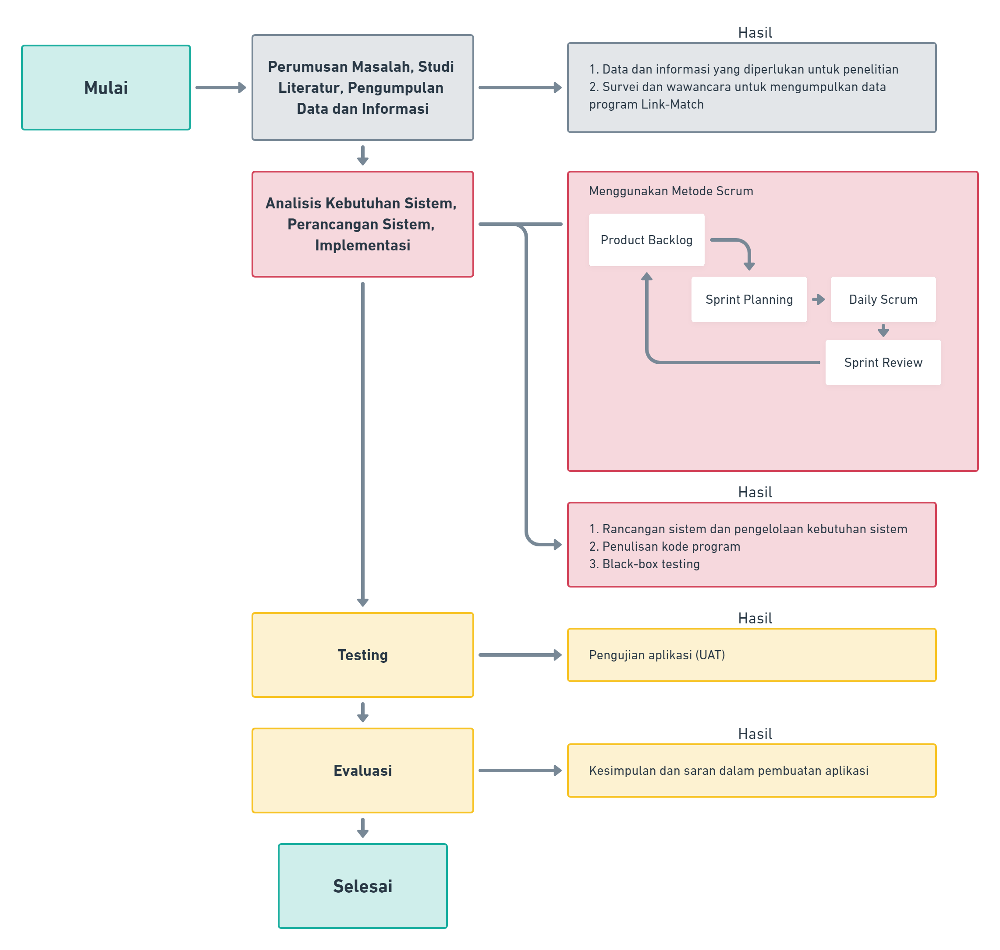 Mulai
Perumusan Masalah, Studi
Literatur, Pengumpulan
Data dan Informasi
Hasil
1. Data dan informasi yang diperlukan untuk penelitian
2. Survei dan wawancara untuk mengumpulkan data
program Link-Match
Analisis Kebutuhan Sistem,
Perancangan Sistem,
Implementasi
Menggunakan Metode Scrum
Product Backlog
Sprint Planning
Daily Scrum
Sprint Review
Hasil
1. Rancangan sistem dan pengelolaan kebutuhan sistem
2. Penulisan kode program
3. Black-box testing
Testing
Hasil
Pengujian aplikasi (UAT)
Evaluasi
Hasil
Kesimpulan dan saran dalam pembuatan aplikasi
Selesai